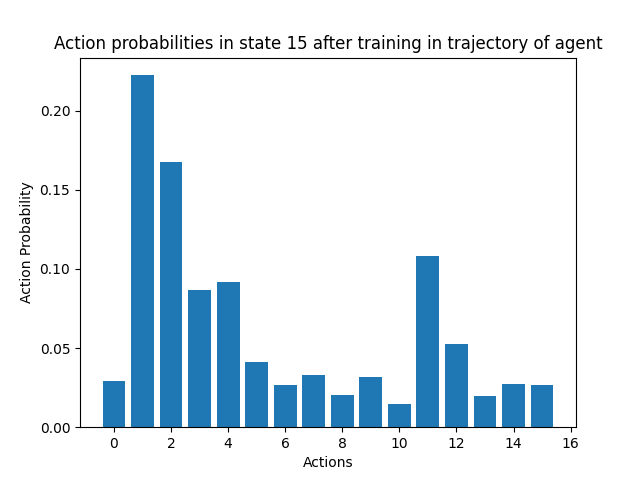 Action probabilities in state 15 after training in trajectory of agent
0.20
0.15
0.10
0.05
0.00
Action Probability
0 2 4 6 8 10 12 14 16
Actions